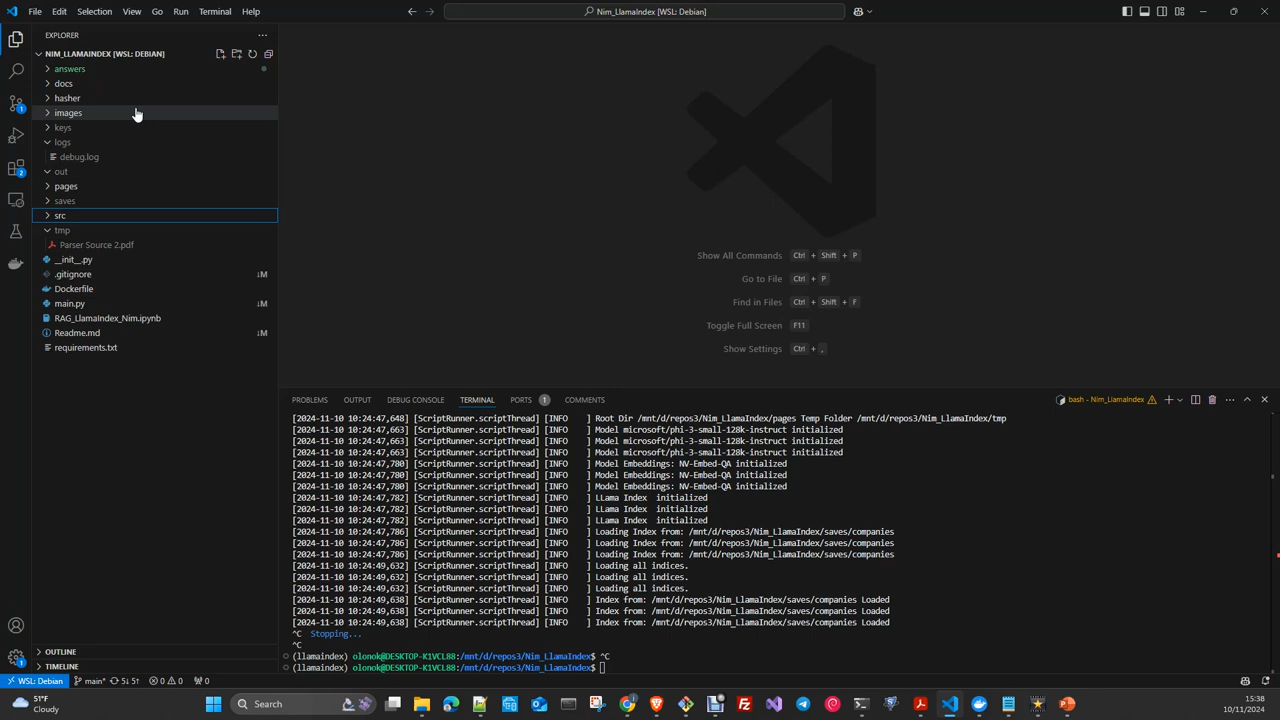 File Edit Selection View Go Run Terminal Help
Nim_LlamaIndex [WSL: Debian]
EXPLORER
NIM_LLAMAINDEX [WSL: DEBIAN]
answers
docs
hasher
images
keys
logs
debug.log
out
pages
saves
src
tmp
Parser Source 2.pdf
__init__.py
.gitignore ↓M
Dockerfile
main.py ↓M
RAG_LlamaIndex_Nim.ipynb
Readme.md ↓M
requirements.txt
OUTLINE
TIMELINE
1
2
1
Show All Commands Ctrl + Shift + P
Go to File Ctrl + P
Find in Files Ctrl + Shift + F
Toggle Full Screen F11
Show Settings Ctrl + ,
PROBLEMS OUTPUT DEBUG CONSOLE TERMINAL PORTS 1 COMMENTS
bash - Nim_LlamaIndex
[2024-11-10 10:24:47,648] [ScriptRunner.scriptThread] [INFO    ] Root Dir /mnt/d/repos3/Nim_LlamaIndex/pages Temp Folder /mnt/d/repos3/Nim_LlamaIndex/tmp
[2024-11-10 10:24:47,663] [ScriptRunner.scriptThread] [INFO    ] Model microsoft/phi-3-small-128k-instruct initialized
[2024-11-10 10:24:47,663] [ScriptRunner.scriptThread] [INFO    ] Model microsoft/phi-3-small-128k-instruct initialized
[2024-11-10 10:24:47,663] [ScriptRunner.scriptThread] [INFO    ] Model microsoft/phi-3-small-128k-instruct initialized
[2024-11-10 10:24:47,780] [ScriptRunner.scriptThread] [INFO    ] Model Embeddings: NV-Embed-QA initialized
[2024-11-10 10:24:47,780] [ScriptRunner.scriptThread] [INFO    ] Model Embeddings: NV-Embed-QA initialized
[2024-11-10 10:24:47,780] [ScriptRunner.scriptThread] [INFO    ] Model Embeddings: NV-Embed-QA initialized
[2024-11-10 10:24:47,782] [ScriptRunner.scriptThread] [INFO    ] LLama Index  initialized
[2024-11-10 10:24:47,782] [ScriptRunner.scriptThread] [INFO    ] LLama Index  initialized
[2024-11-10 10:24:47,782] [ScriptRunner.scriptThread] [INFO    ] LLama Index  initialized
[2024-11-10 10:24:47,786] [ScriptRunner.scriptThread] [INFO    ] Loading Index from: /mnt/d/repos3/Nim_LlamaIndex/saves/companies
[2024-11-10 10:24:47,786] [ScriptRunner.scriptThread] [INFO    ] Loading Index from: /mnt/d/repos3/Nim_LlamaIndex/saves/companies
[2024-11-10 10:24:47,786] [ScriptRunner.scriptThread] [INFO    ] Loading Index from: /mnt/d/repos3/Nim_LlamaIndex/saves/companies
[2024-11-10 10:24:49,632] [ScriptRunner.scriptThread] [INFO    ] Loading all indices.
[2024-11-10 10:24:49,632] [ScriptRunner.scriptThread] [INFO    ] Loading all indices.
[2024-11-10 10:24:49,632] [ScriptRunner.scriptThread] [INFO    ] Loading all indices.
[2024-11-10 10:24:49,638] [ScriptRunner.scriptThread] [INFO    ] Index from: /mnt/d/repos3/Nim_LlamaIndex/saves/companies Loaded
[2024-11-10 10:24:49,638] [ScriptRunner.scriptThread] [INFO    ] Index from: /mnt/d/repos3/Nim_LlamaIndex/saves/companies Loaded
[2024-11-10 10:24:49,638] [ScriptRunner.scriptThread] [INFO    ] Index from: /mnt/d/repos3/Nim_LlamaIndex/saves/companies Loaded
^C  Stopping...
^C
(llamaindex) olonok@DESKTOP-K1VCL88:/mnt/d/repos3/Nim_LlamaIndex$ ^C
(llamaindex) olonok@DESKTOP-K1VCL88:/mnt/d/repos3/Nim_LlamaIndex$
WSL: Debian main* 5↓ 5↑ 0 0 0
51°F
Cloudy
Search
15:38
10/11/2024